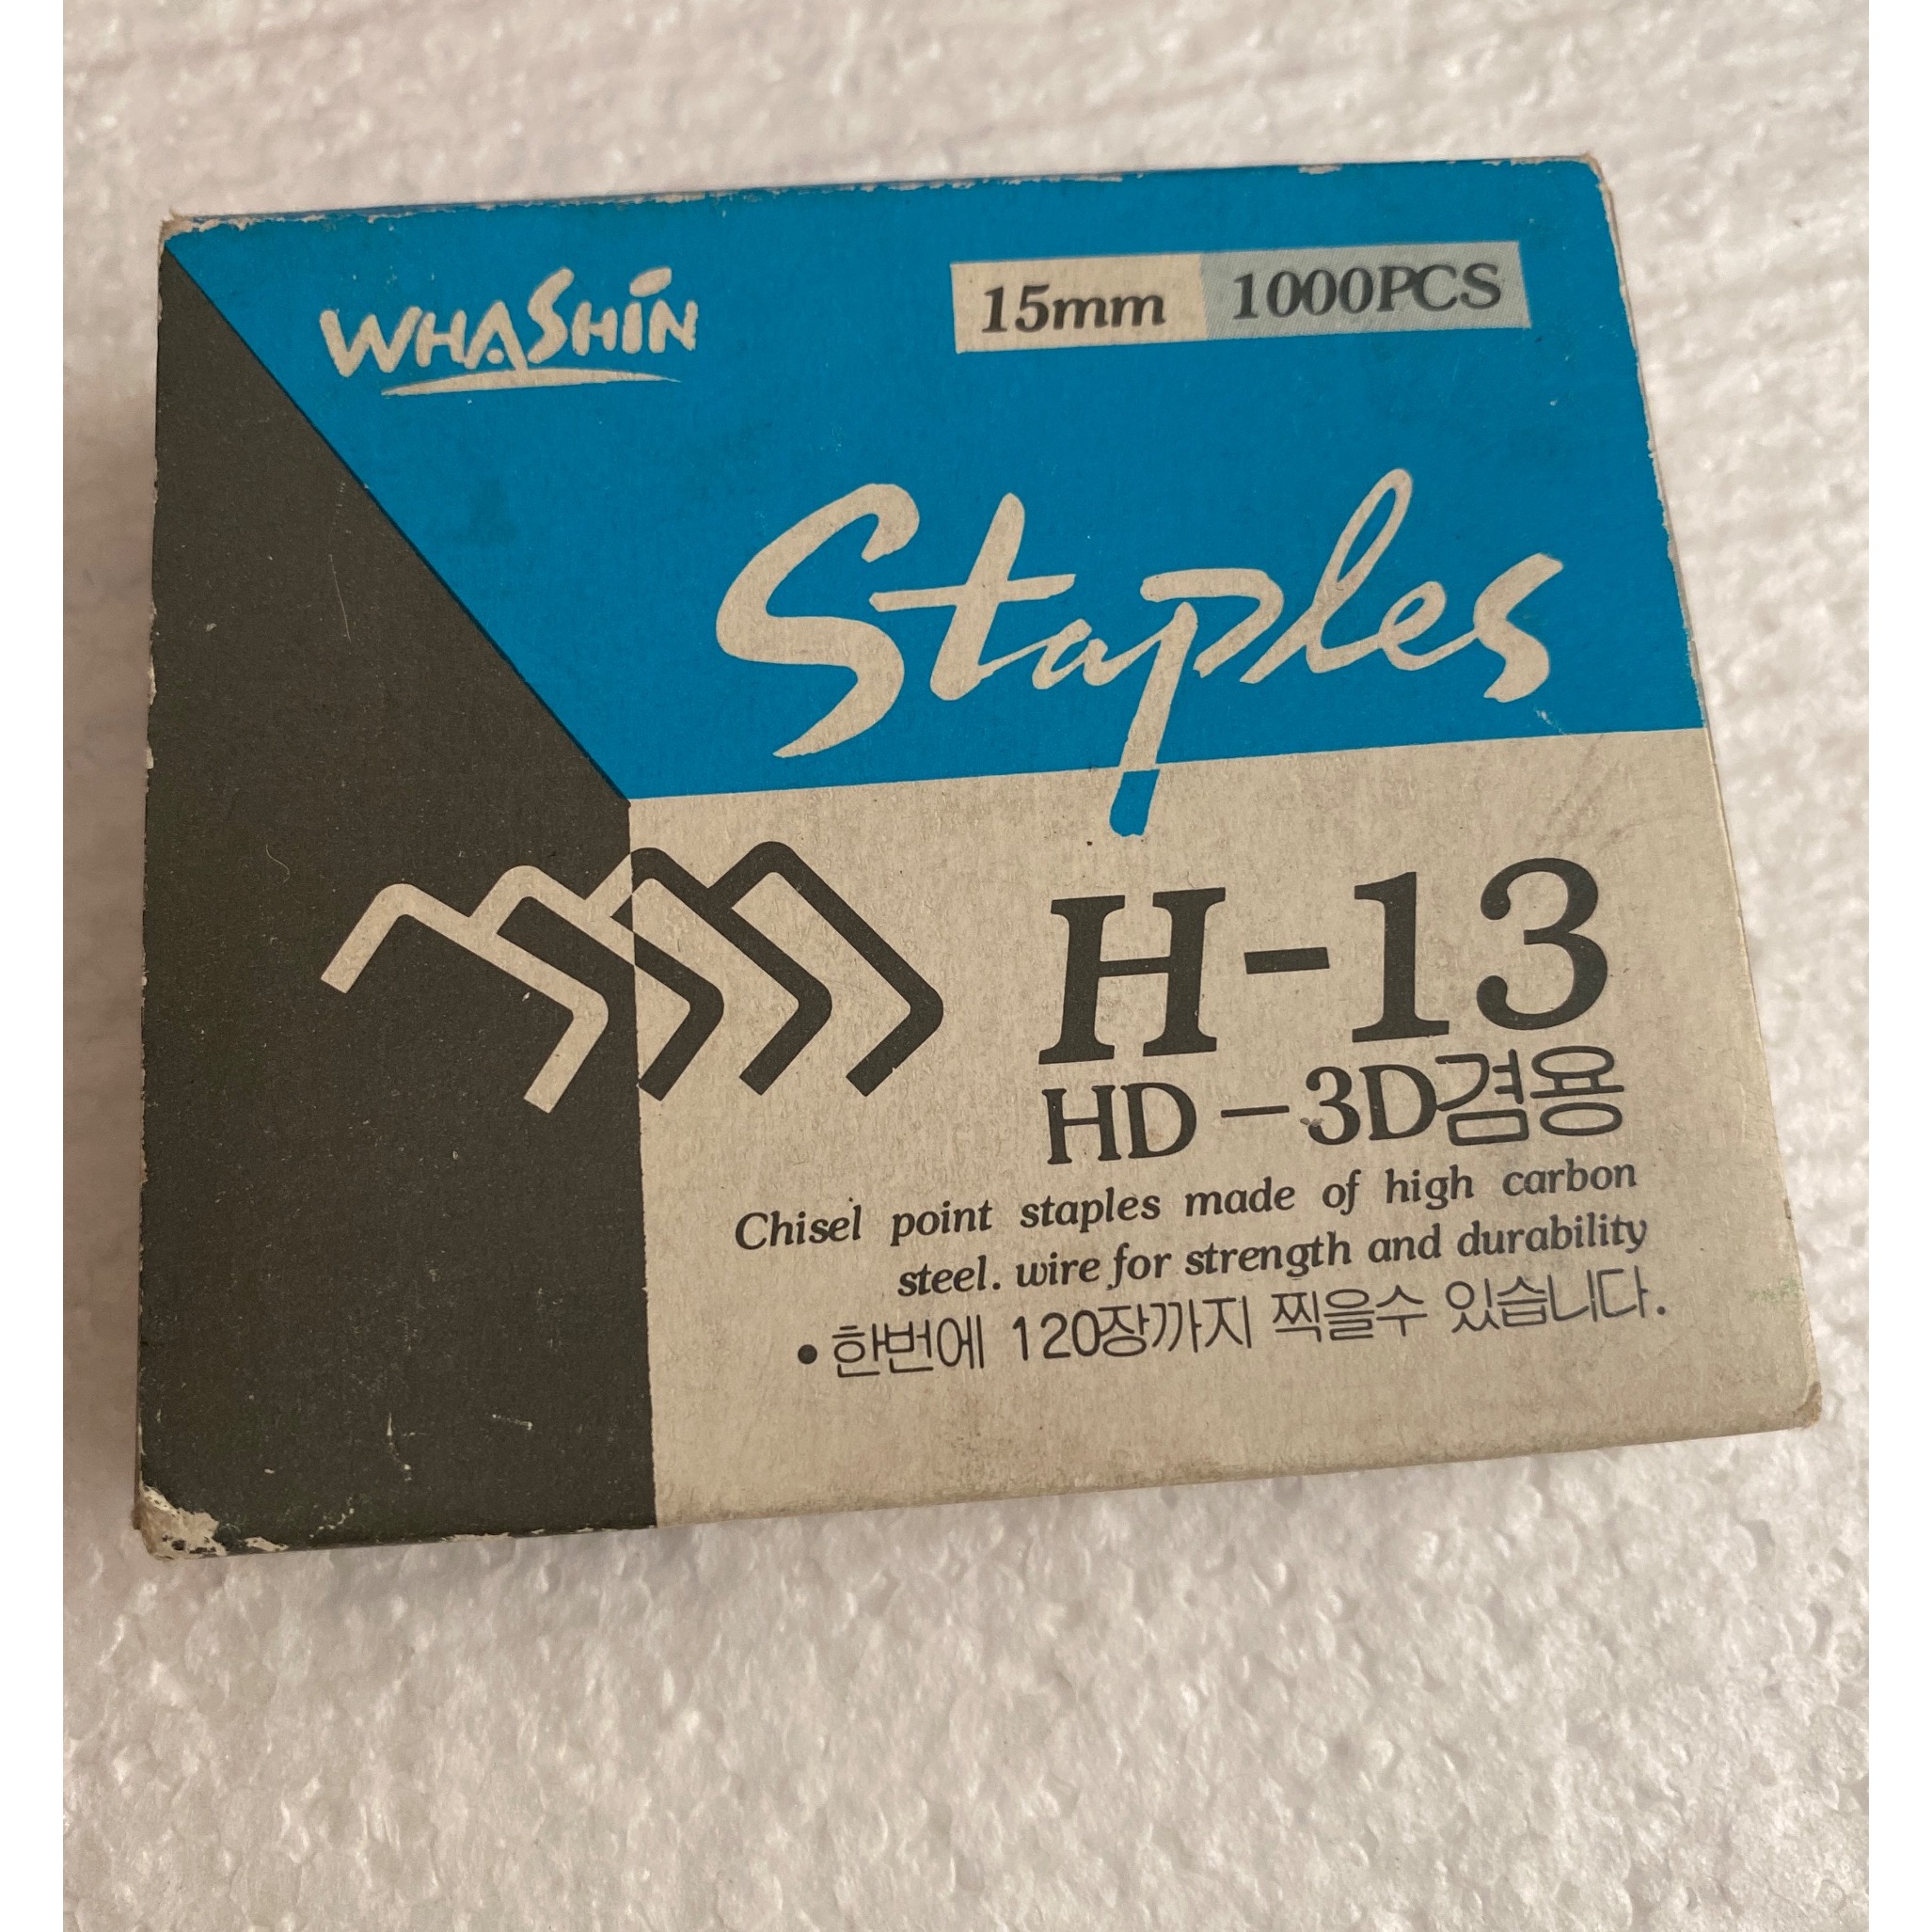 WHASHIN
15mm 1000PCS
Staples
H-13
HD-3D겸용
Chisel point staples made of high carbon
steel. wire for strength and durability
• 한번에 120장까지 찍을수 있습니다.